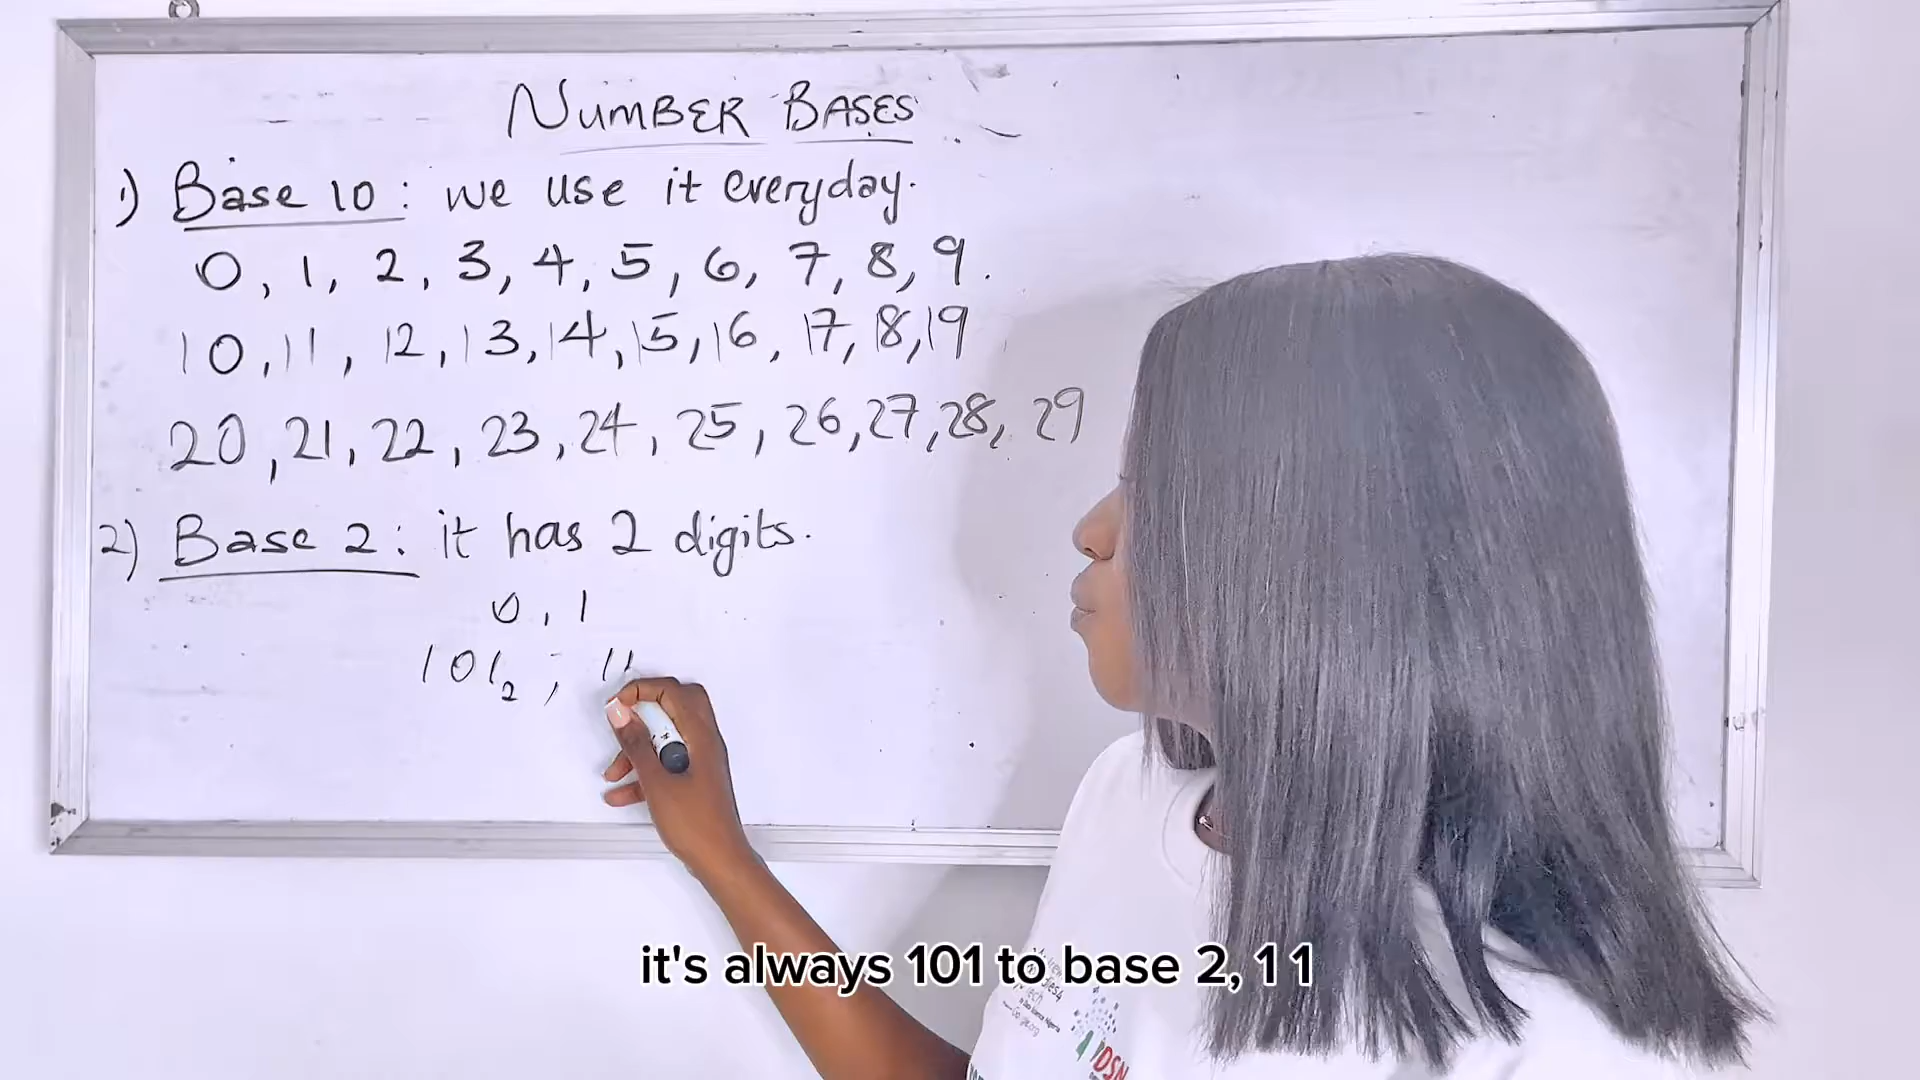 NUMBER BASES
1) Base 10: we use it everyday.
0, 1, 2, 3, 4, 5, 6, 7, 8, 9.
10, 11, 12, 13, 14, 15, 16, 17, 18, 19
20, 21, 22, 23, 24, 25, 26, 27, 28, 29
2) Base 2: it has 2 digits.
0, 1
101₂ ; 11
it's always 101 to base 2, 1 1
DSN